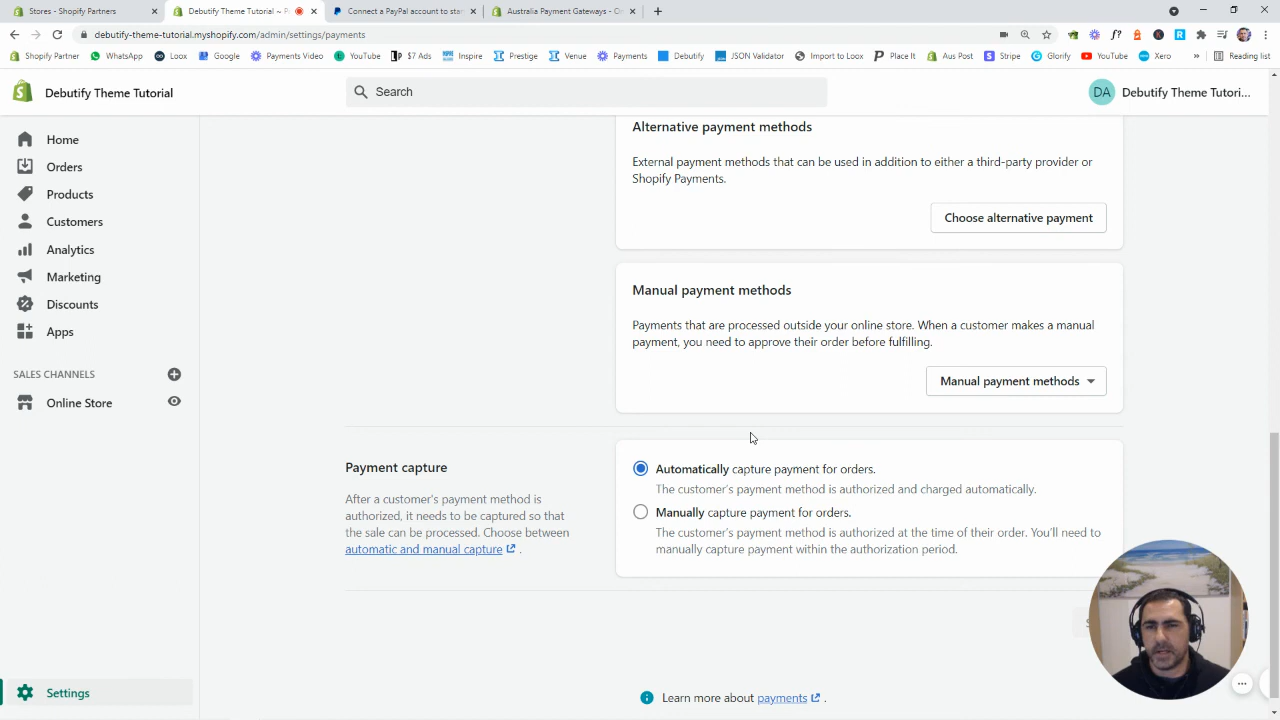 Stores - Shopify Partners
Debutify Theme Tutorial ~ P
Connect a PayPal account to star
Australia Payment Gateways - Cr
debutify-theme-tutorial.myshopify.com/admin/settings/payments
Shopify Partner
WhatsApp
Loox
Google
Payments Video
YouTube
$7 Ads
Inspire
Prestige
Venue
Payments
Debutify
JSON Validator
Import to Loox
Place It
Aus Post
Stripe
Glorify
YouTube
Xero
»
Reading list
Debutify Theme Tutorial
Search
DA
Debutify Theme Tutori...
Home
Orders
Products
Customers
Analytics
Marketing
Discounts
Apps
SALES CHANNELS
Online Store
Settings
Alternative payment methods
External payment methods that can be used in addition to either a third-party provider or
Shopify Payments.
Choose alternative payment
Manual payment methods
Payments that are processed outside your online store. When a customer makes a manual
payment, you need to approve their order before fulfilling.
Manual payment methods
Payment capture
After a customer's payment method is
authorized, it needs to be captured so that
the sale can be processed. Choose between
automatic and manual capture .
Automatically capture payment for orders.
The customer's payment method is authorized and charged automatically.
Manually capture payment for orders.
The customer's payment method is authorized at the time of their order. You'll need to
manually capture payment within the authorization period.
Learn more about payments .